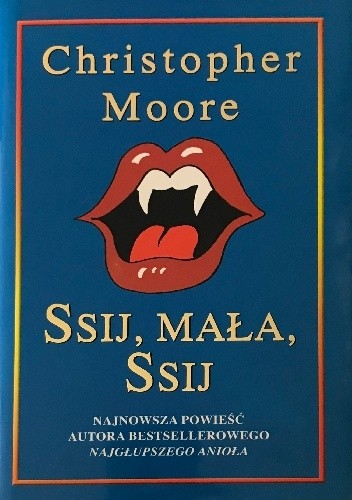 Christopher
Moore
SSIJ, MAŁA,
SSIJ
NAJNOWSZA POWIEŚĆ
AUTORA BESTSELLEROWEGO
NAJGŁUPSZEGO ANIOŁA